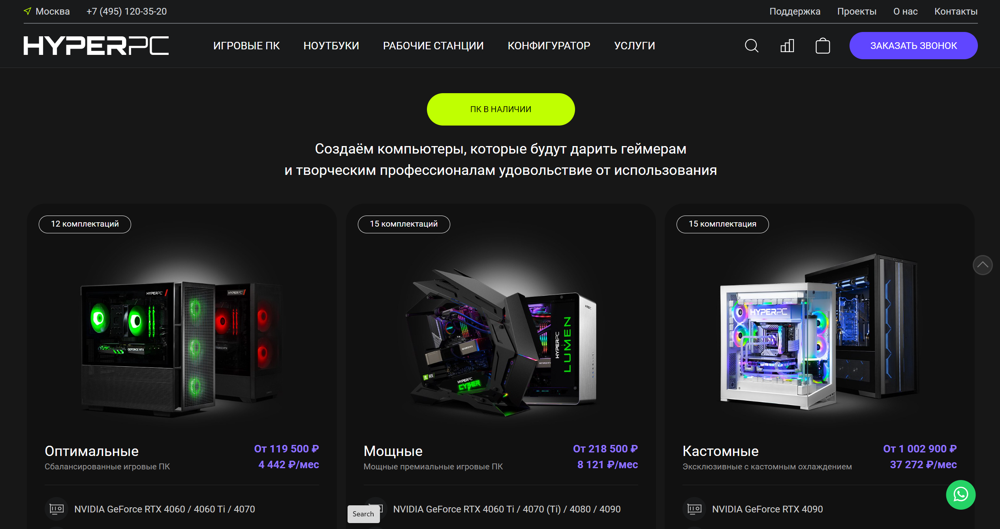 Москва
+7 (495) 120-35-20
Поддержка
Проекты
О нас
Контакты
HYPERPC
ИГРОВЫЕ ПК
НОУТБУКИ
РАБОЧИЕ СТАНЦИИ
КОНФИГУРАТОР
УСЛУГИ
ЗАКАЗАТЬ ЗВОНОК
ПК В НАЛИЧИИ
Создаём компьютеры, которые будут дарить геймерам
и творческим профессионалам удовольствие от использования
12 комплектаций
HYPERPC
HYPERPC
GEFORCE RTX
Оптимальные
От 119 500 ₽
Сбалансированные игровые ПК
4 442 ₽/мес
NVIDIA GeForce RTX 4060 / 4060 Ti / 4070
15 комплектаций
HYPERPC
LUMEN
GEFORCE RTX
GEFORCE RTX
RTX
HYPERPC
CYBER
Мощные
От 218 500 ₽
Мощные премиальные игровые ПК
8 121 ₽/мес
NVIDIA GeForce RTX 4060 Ti / 4070 (Ti) / 4080 / 4090
Search
15 комплектация
HYPERPC
Кастомные
От 1 002 900 ₽
Эксклюзивные с кастомным охлаждением
37 272 ₽/мес
NVIDIA GeForce RTX 4090